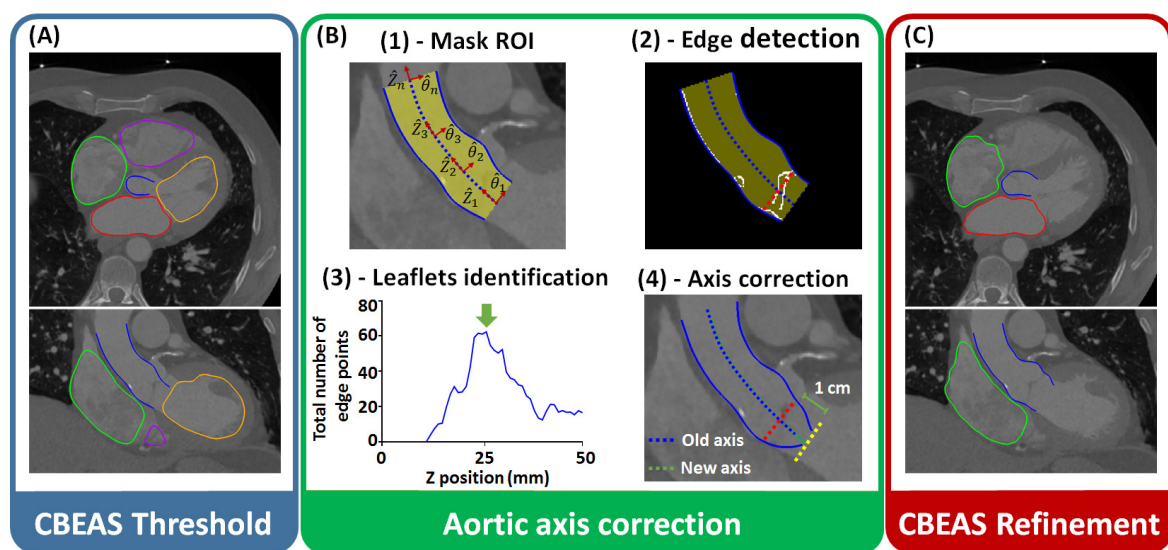 (A)
(B)
(1) - Mask ROI
(2) - Edge detection
(C)
Ẑₙ θ̂ₙ
Ẑ₃ θ̂₃
Ẑ₂ θ̂₂
Ẑ₁ θ̂₁
(3) - Leaflets identification
(4) - Axis correction
Total number of
edge points
80
60
40
20
0
0 25 50
Z position (mm)
1 cm
Old axis
New axis
CBEAS Threshold
Aortic axis correction
CBEAS Refinement